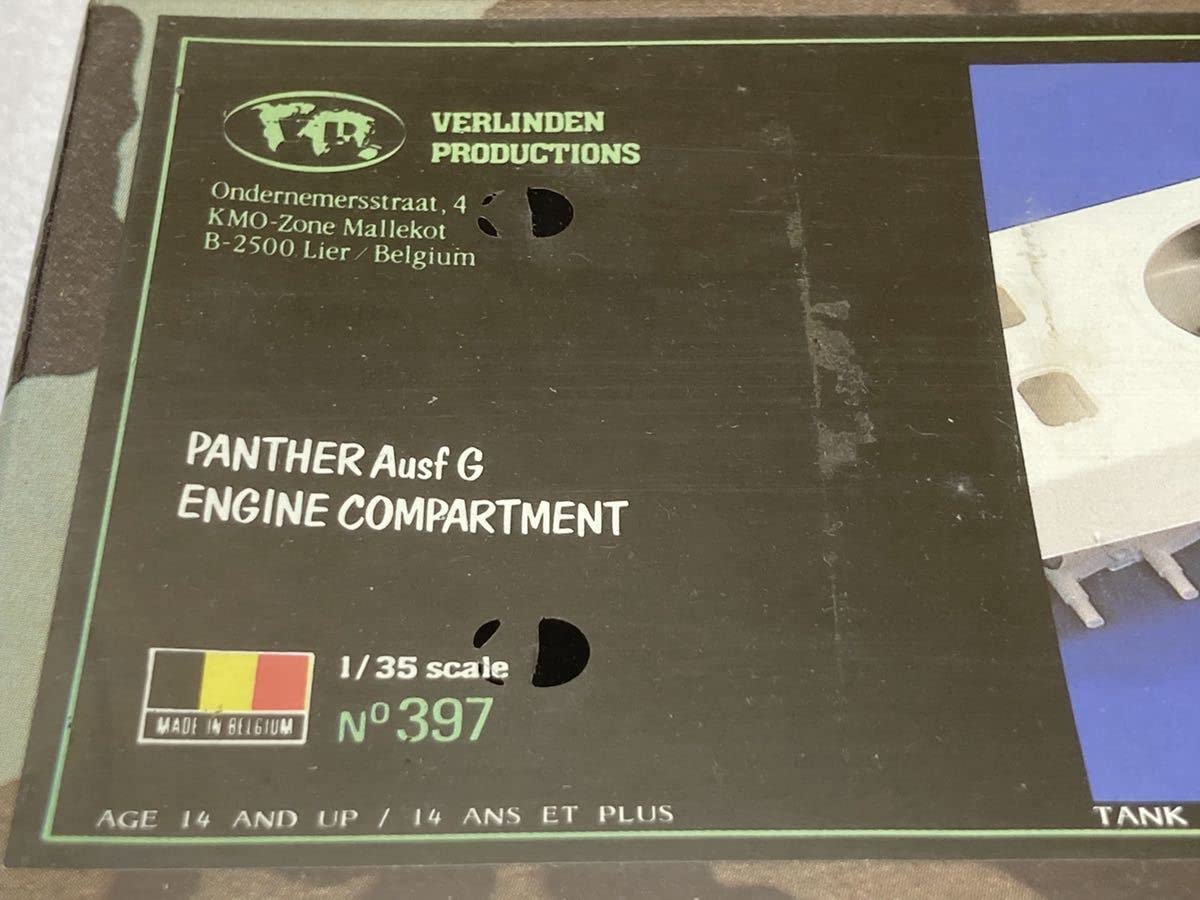 VERLINDEN
PRODUCTIONS
Ondernemersstraat, 4
KMO-Zone Mallekot
B-2500 Lier / Belgium
PANTHER Ausf G
ENGINE COMPARTMENT
1/35 scale
Nº 397
MADE IN BELGIUM
AGE 14 AND UP / 14 ANS ET PLUS
TANK